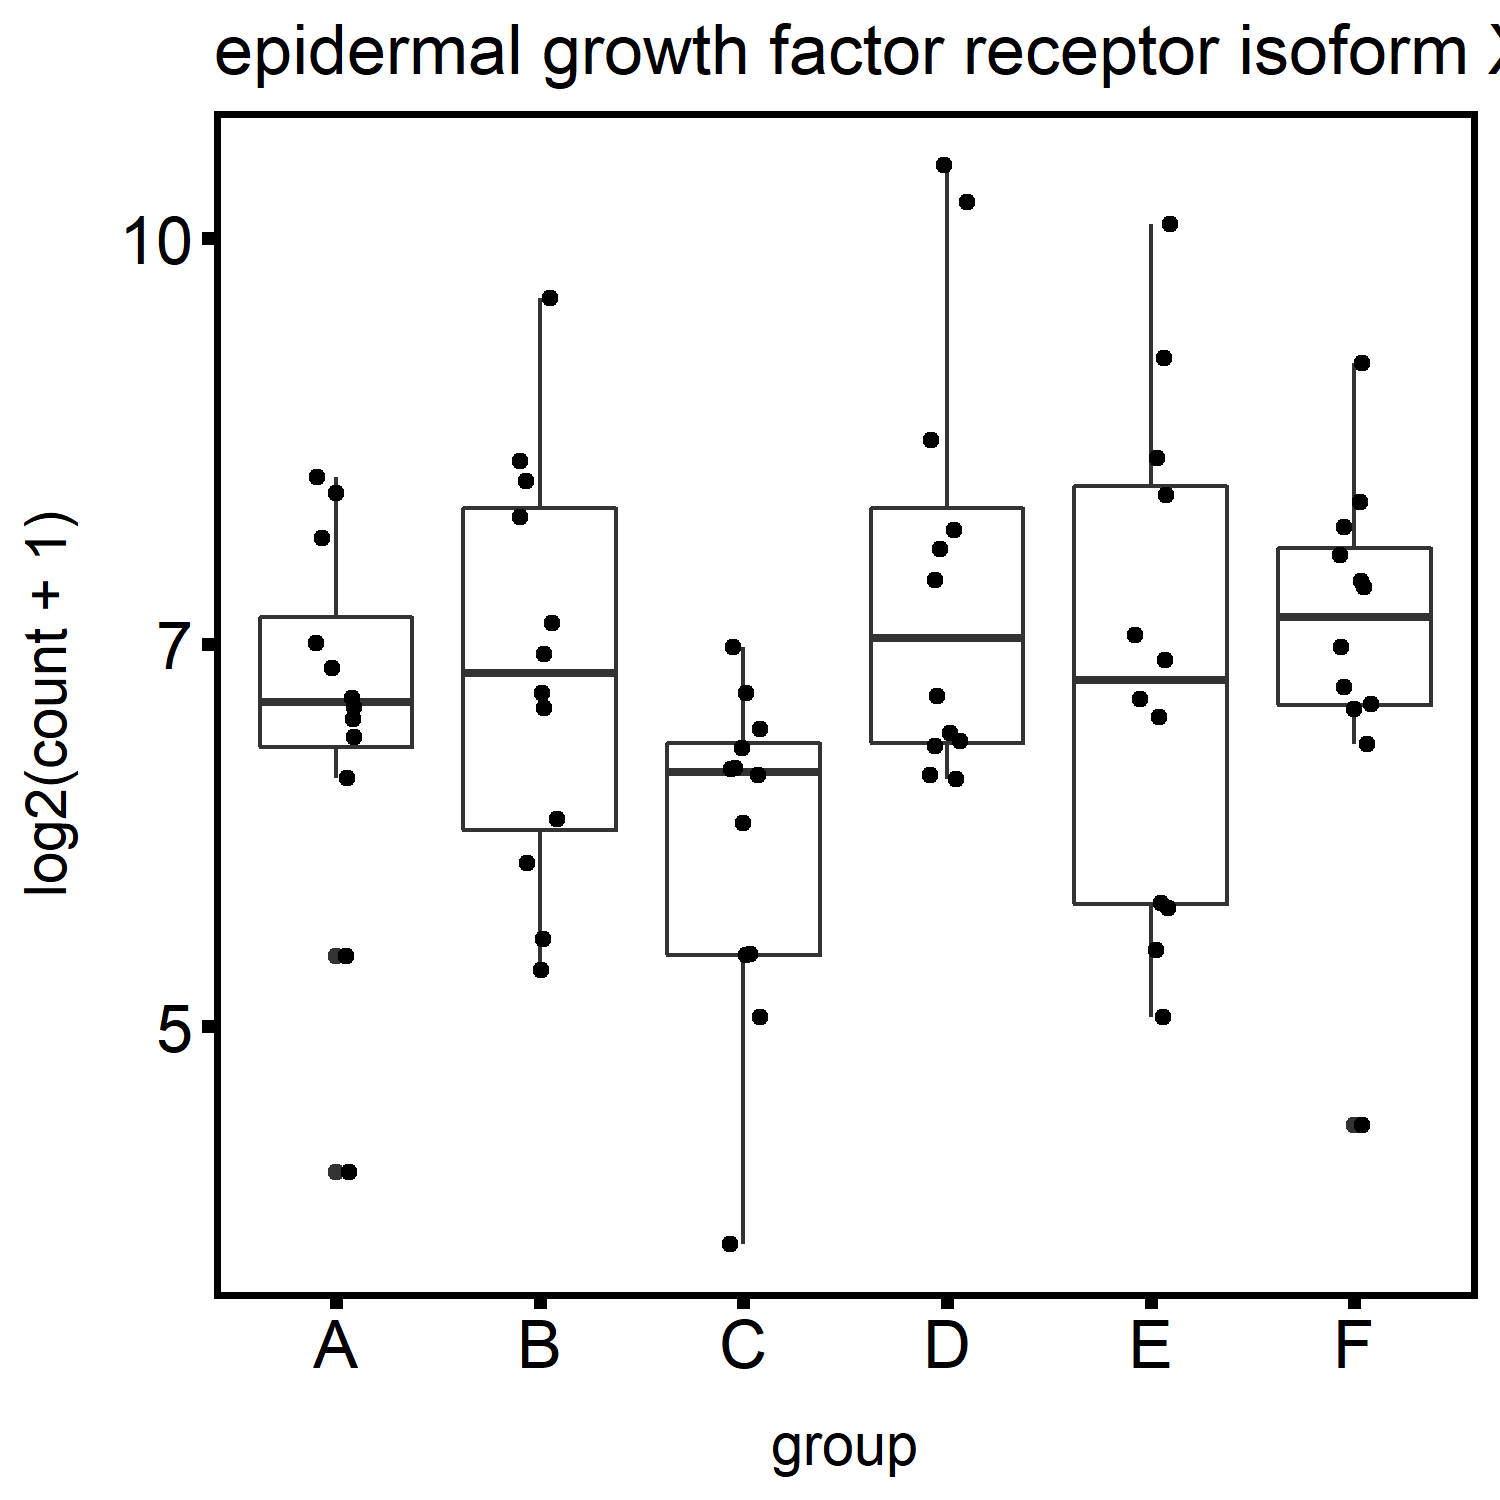 epidermal growth factor receptor isoform X
10
7
5
log2(count + 1)
A B C D E F
group